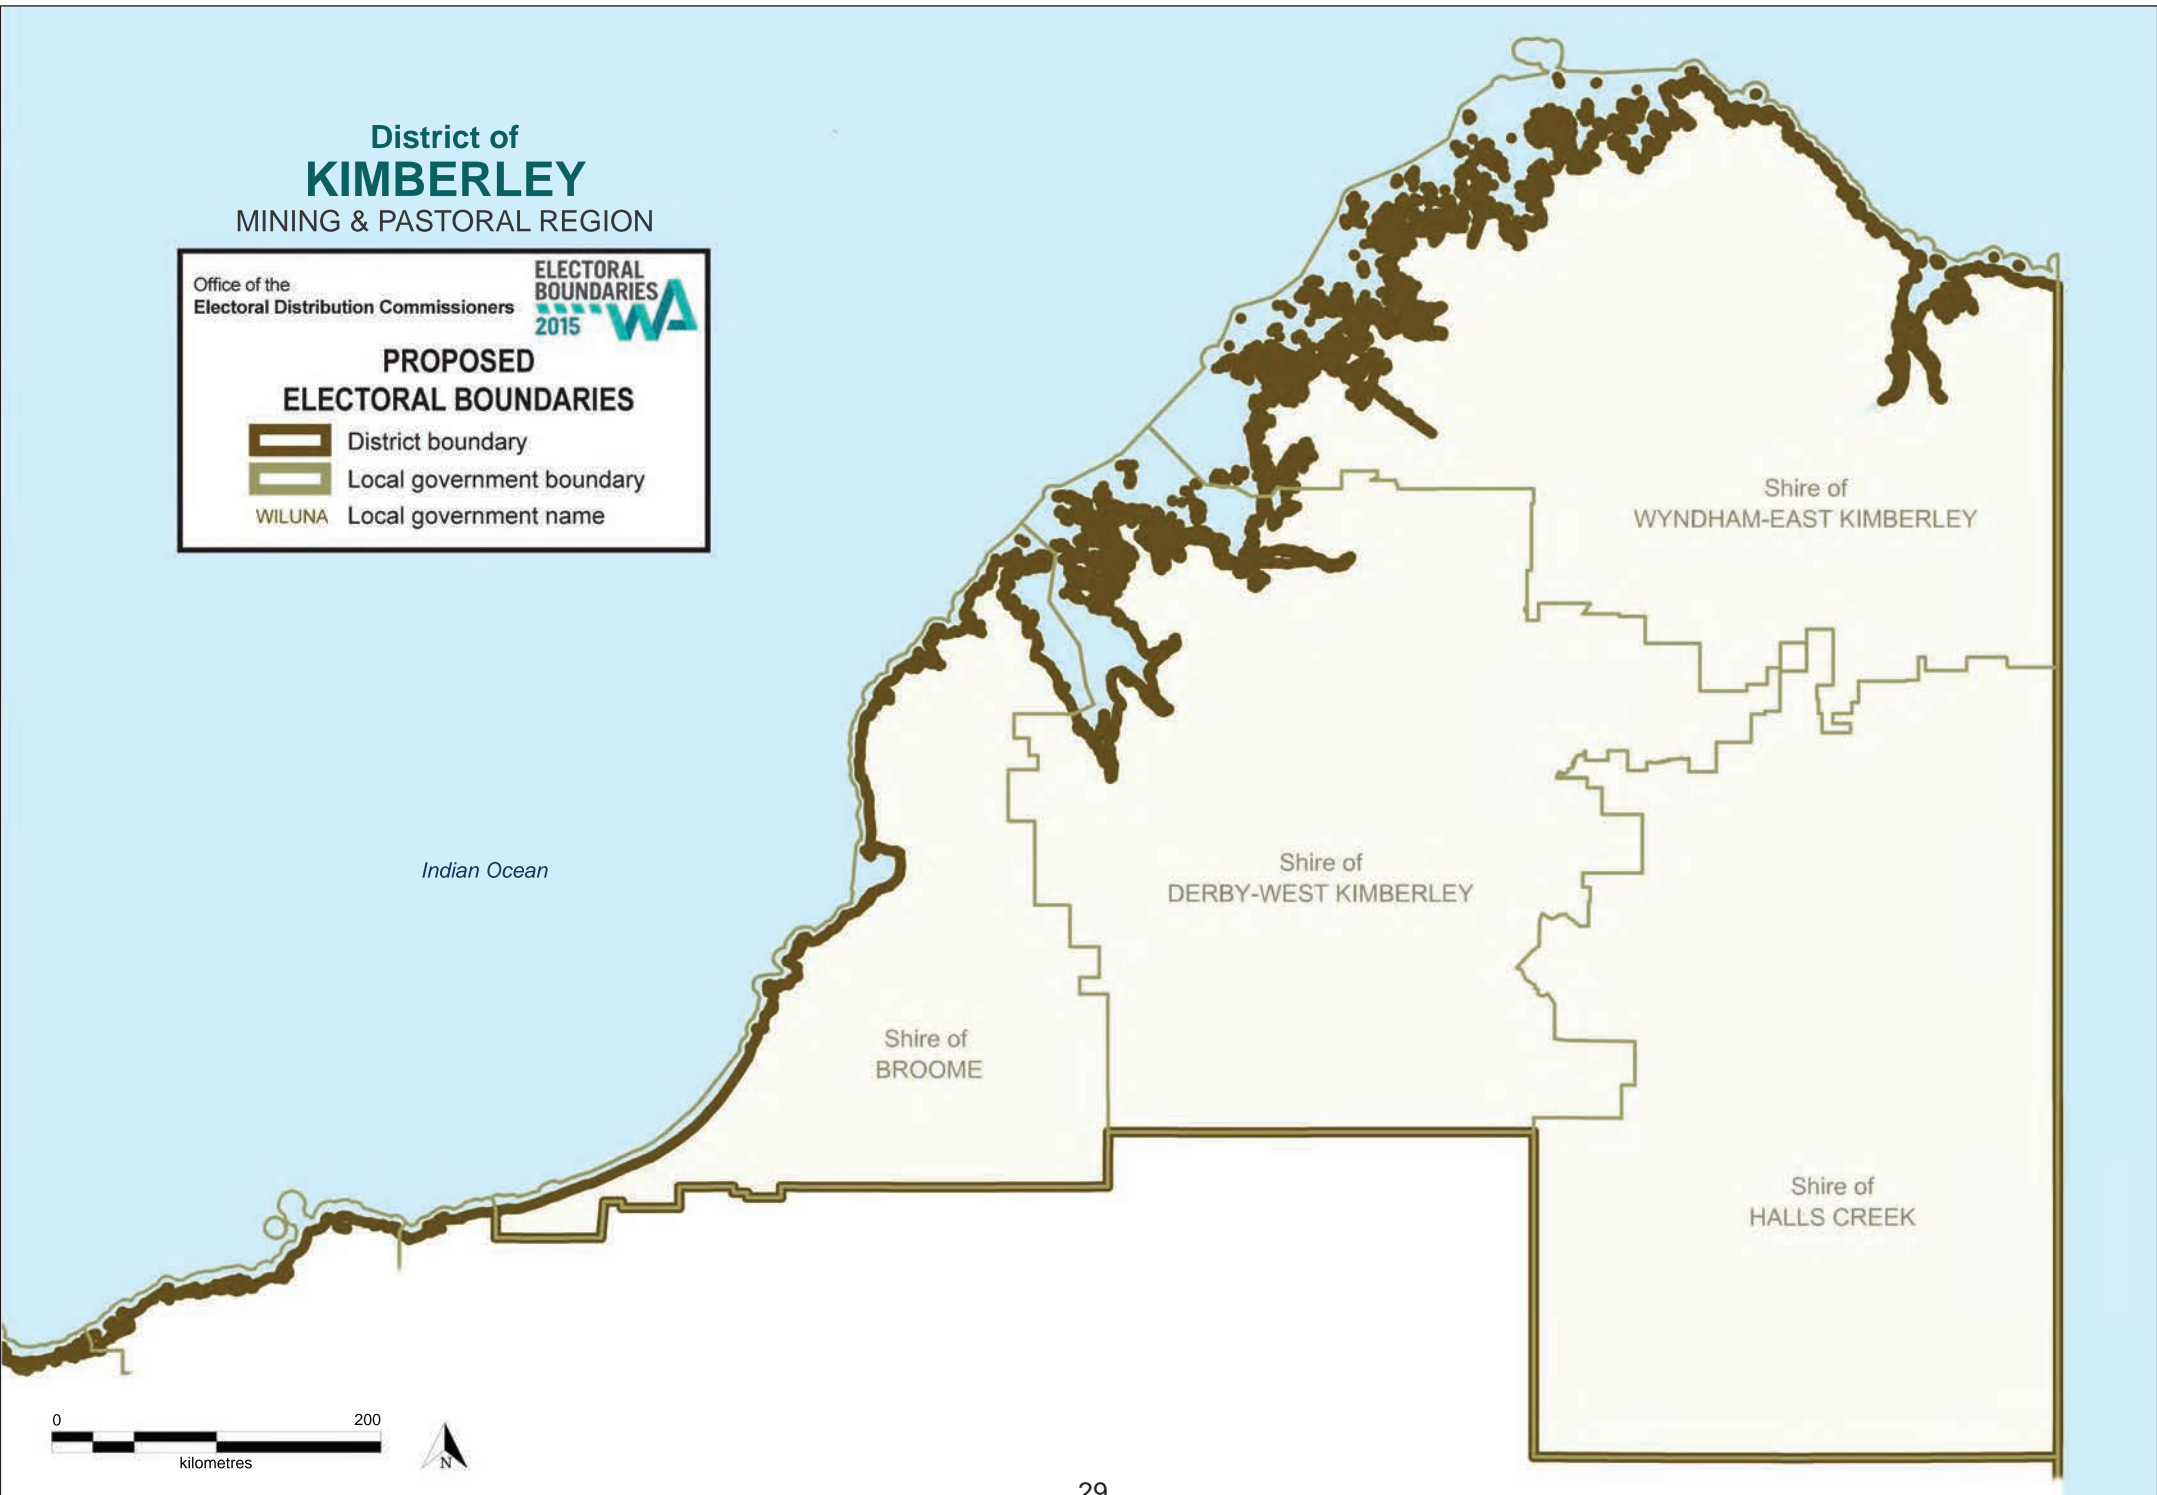 District of
KIMBERLEY
MINING & PASTORAL REGION
Office of the
Electoral Distribution Commissioners
ELECTORAL
BOUNDARIES
2015 WA
PROPOSED
ELECTORAL BOUNDARIES
District boundary
Local government boundary
WILUNA Local government name
Shire of
WYNDHAM-EAST KIMBERLEY
Indian Ocean
Shire of
DERBY-WEST KIMBERLEY
Shire of
BROOME
Shire of
HALLS CREEK
0 200
kilometres
N
29